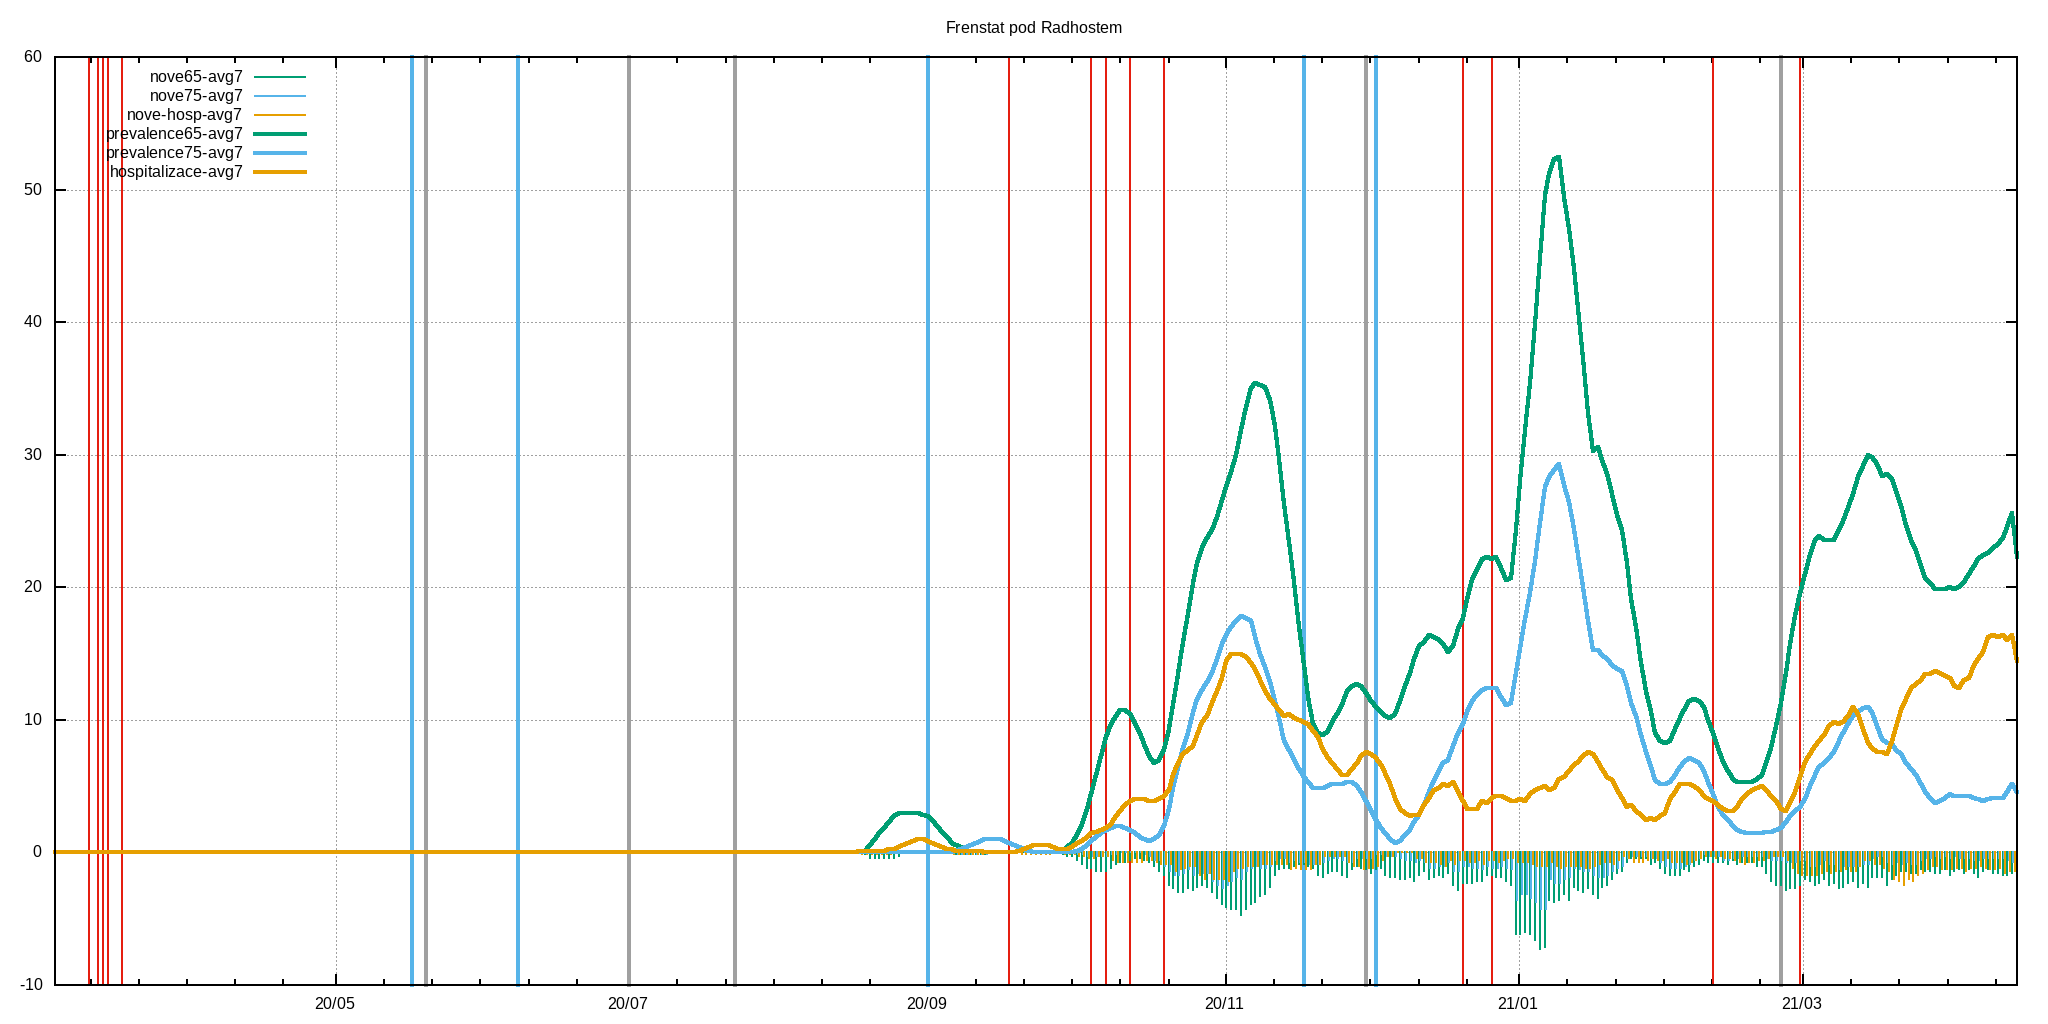 Frenstat pod Radhostem
60
nove65-avg7
nove75-avg7
nove-hosp-avg7
prevalence65-avg7
prevalence75-avg7
hospitalizace-avg7
50
40
30
20
10
0
-10
20/05 20/07 20/09 20/11 21/01 21/03